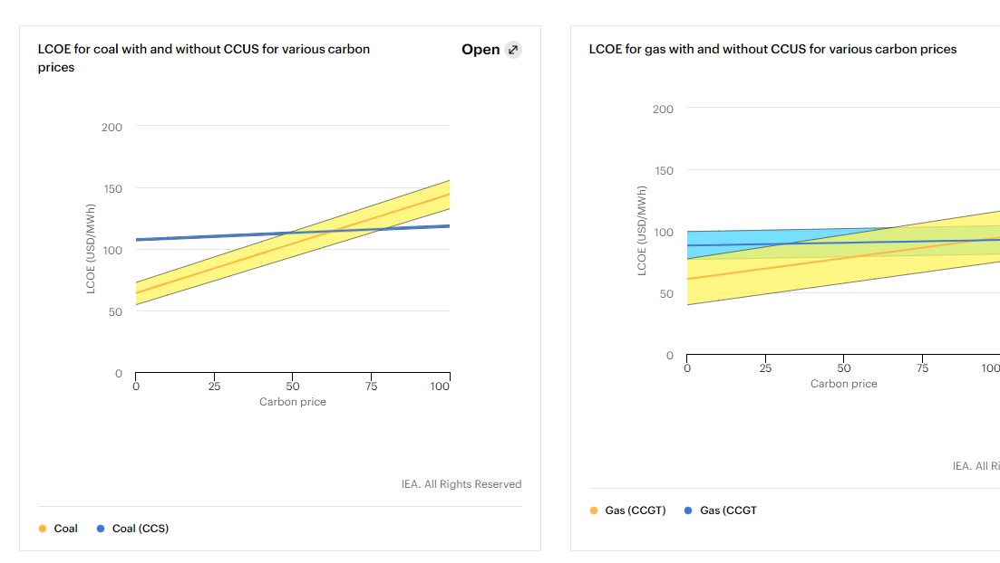 LCOE for coal with and without CCUS for various carbon
prices
Open
200
150
100
50
0
LCOE (USD/MWh)
0 25 50 75 100
Carbon price
IEA. All Rights Reserved
Coal Coal (CCS)
LCOE for gas with and without CCUS for various carbon prices
200
150
100
50
0
LCOE (USD/MWh)
0 25 50 75 100
Carbon price
IEA. All Ri
Gas (CCGT) Gas (CCGT